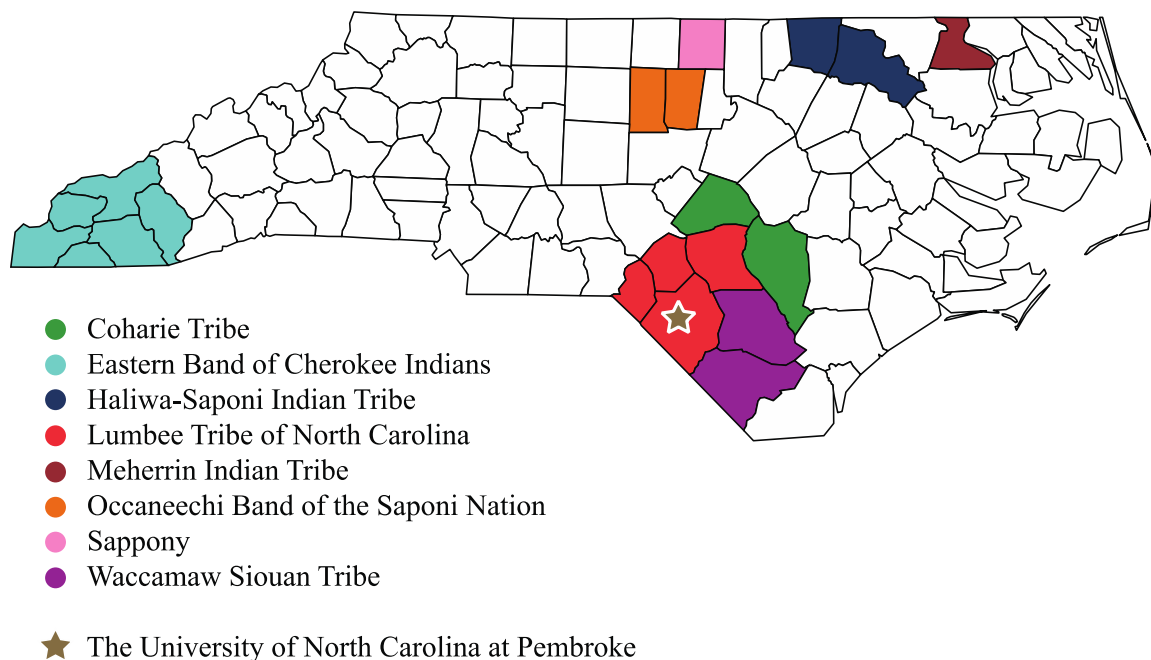 Coharie Tribe
Eastern Band of Cherokee Indians
Haliwa-Saponi Indian Tribe
Lumbee Tribe of North Carolina
Meherrin Indian Tribe
Occaneechi Band of the Saponi Nation
Sappony
Waccamaw Siouan Tribe
The University of North Carolina at Pembroke